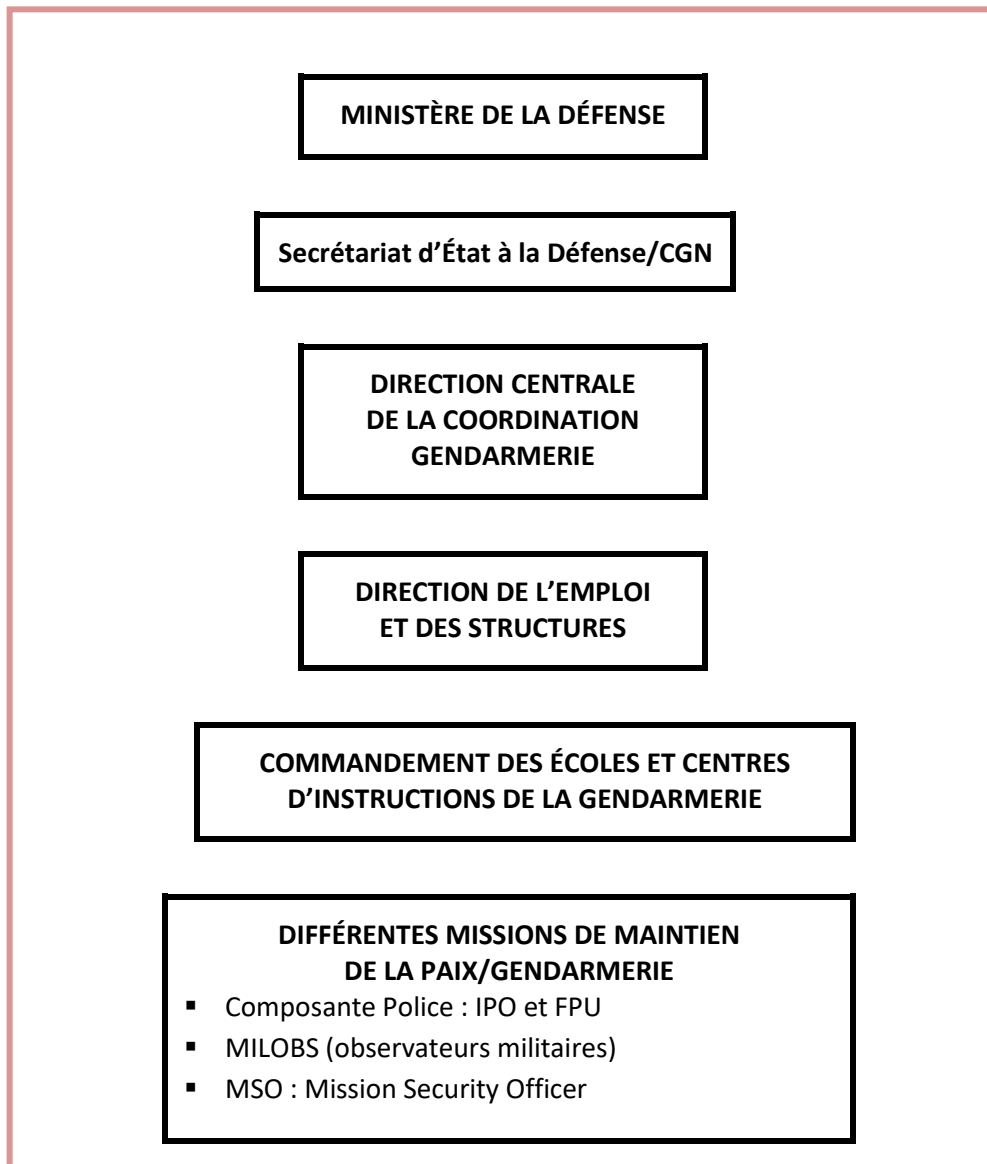 MINISTÈRE DE LA DÉFENSE
Secrétariat d’État à la Défense/CGN
DIRECTION CENTRALE
DE LA COORDINATION
GENDARMERIE
DIRECTION DE L’EMPLOI
ET DES STRUCTURES
COMMANDEMENT DES ÉCOLES ET CENTRES
D’INSTRUCTIONS DE LA GENDARMERIE
DIFFÉRENTES MISSIONS DE MAINTIEN
DE LA PAIX/GENDARMERIE
▪ Composante Police : IPO et FPU
▪ MILOBS (observateurs militaires)
▪ MSO : Mission Security Officer